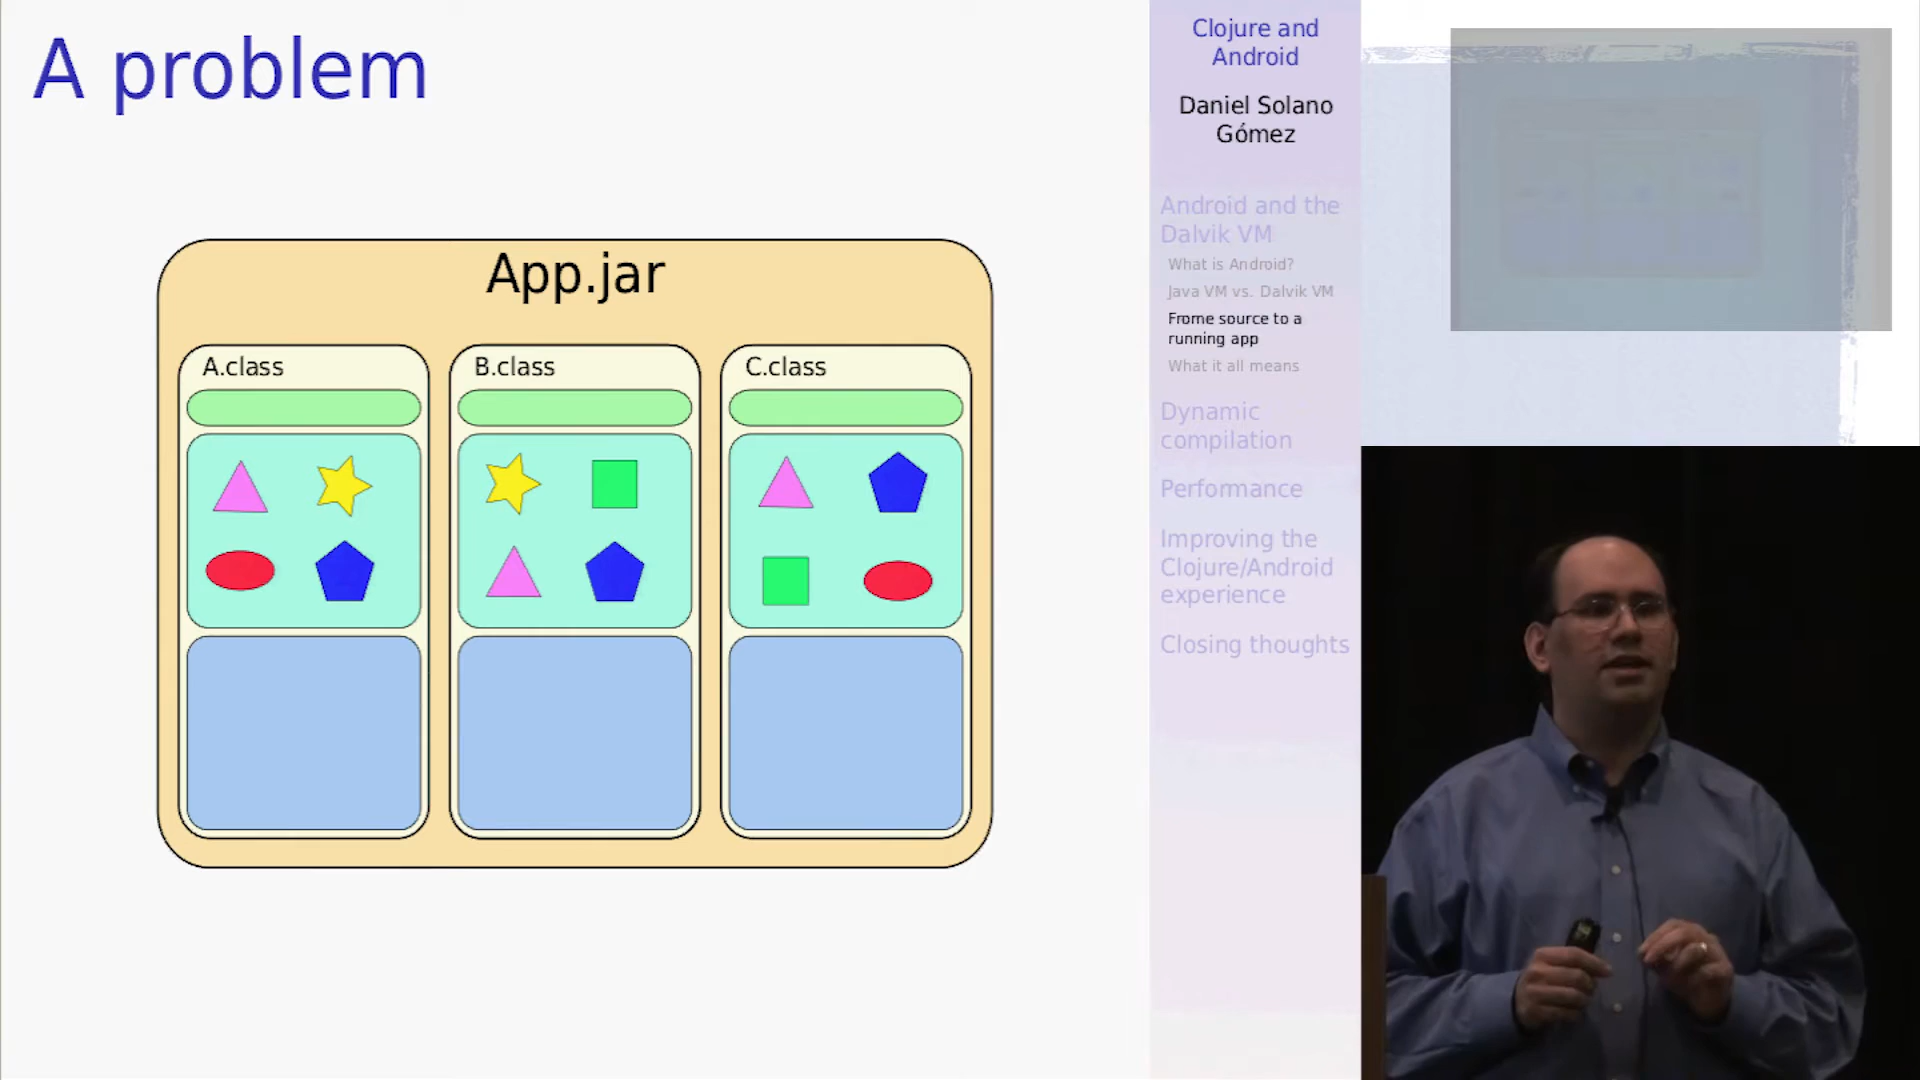 A problem
App.jar
A.class
B.class
C.class
Clojure and
Android
Daniel Solano
Gómez
Android and the
Dalvik VM
What is Android?
Java VM vs. Dalvik VM
Frome source to a
running app
What it all means
Dynamic
compilation
Performance
Improving the
Clojure/Android
experience
Closing thoughts